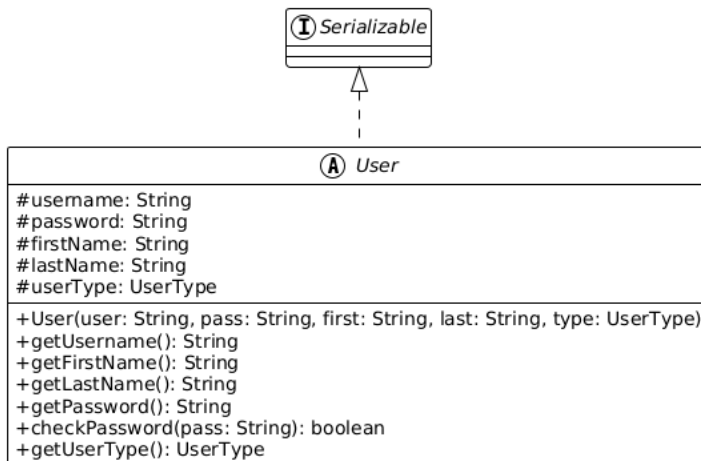 I Serializable
A User
#username: String
#password: String
#firstName: String
#lastName: String
#userType: UserType
+User(user: String, pass: String, first: String, last: String, type: UserType)
+getUsername(): String
+getFirstName(): String
+getLastName(): String
+getPassword(): String
+checkPassword(pass: String): boolean
+getUserType(): UserType